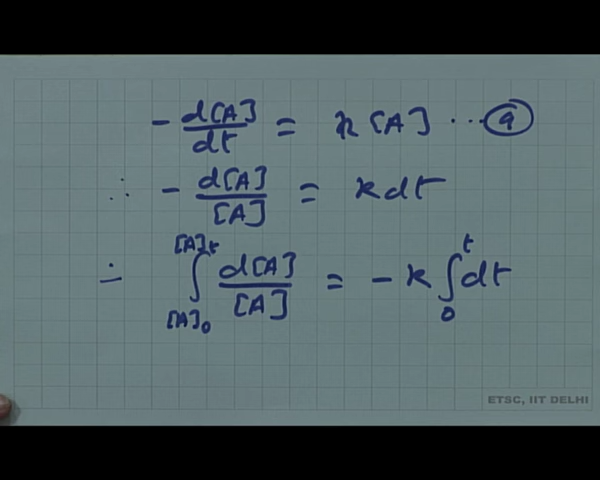 - d[A]/dt = k[A] ... (9)
∴ - d[A]/[A] = k dt
∴ ∫_{[A]_0}^{[A]_t} d[A]/[A] = - k ∫_0^t dt
ETSC, IIT DELHI